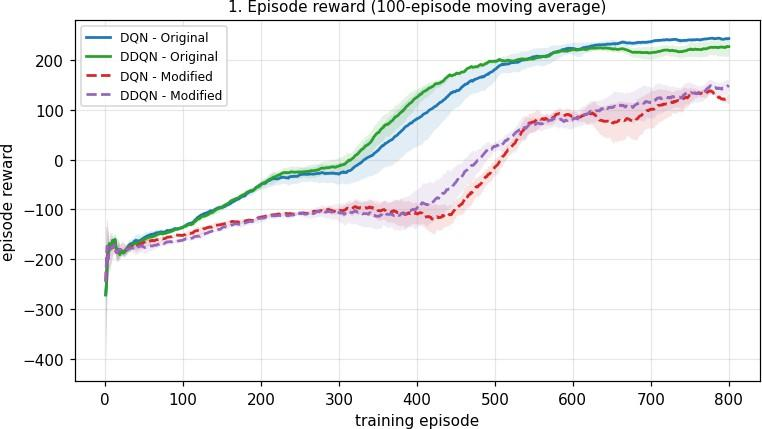 1. Episode reward (100-episode moving average)
DQN - Original
DDQN - Original
DQN - Modified
DDQN - Modified
episode reward
200
100
0
−100
−200
−300
−400
0 100 200 300 400 500 600 700 800
training episode